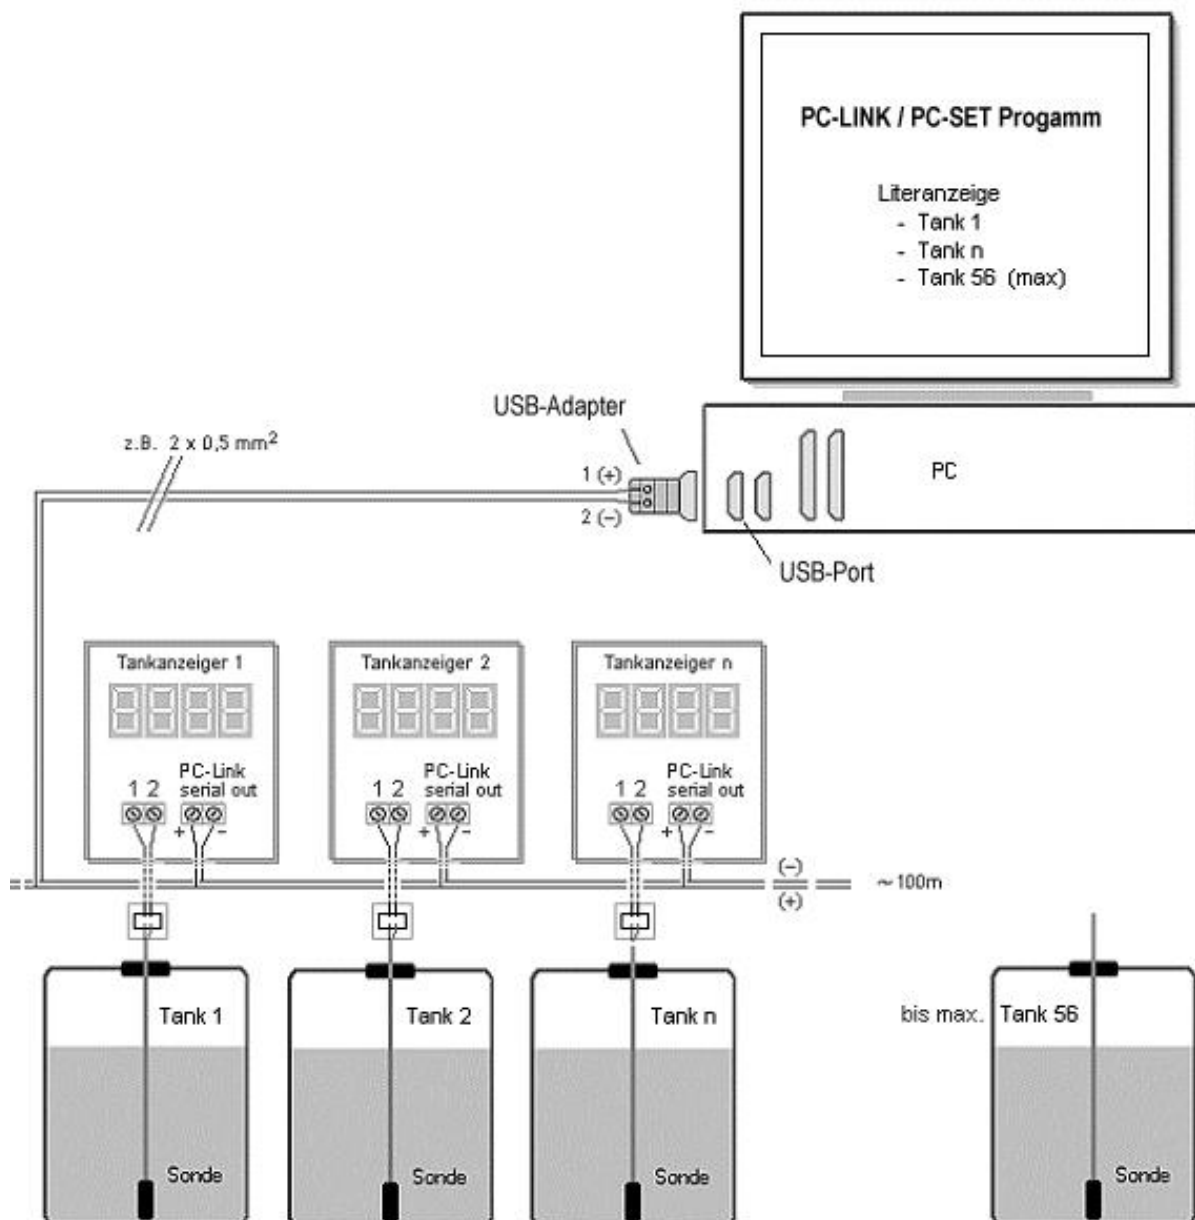 PC-LINK / PC-SET Progamm
Literanzeige
- Tank 1
- Tank n
- Tank 56 (max)
USB-Adapter
z.B. 2 x 0,5 mm²
1 (+)
2 (−)
PC
USB-Port
Tankanzeiger 1
1 2
PC-Link
serial out
+ −
Tankanzeiger 2
1 2
PC-Link
serial out
+ −
Tankanzeiger n
1 2
PC-Link
serial out
+ −
(−)
(+)
~100m
Tank 1
Sonde
Tank 2
Sonde
Tank n
Sonde
bis max. Tank 56
Sonde